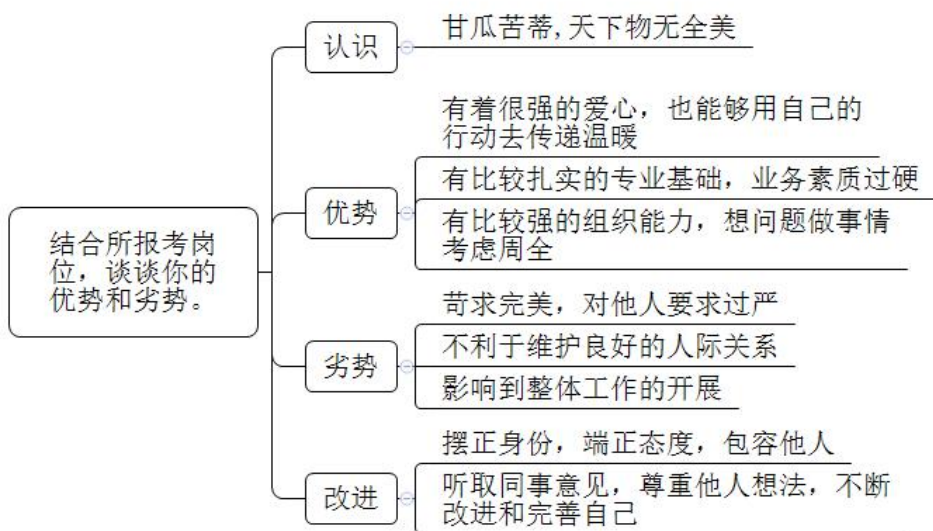 结合所报考岗
位，谈谈你的
优势和劣势。
认识
甘瓜苦蒂,天下物无全美
优势
有着很强的爱心，也能够用自己的
行动去传递温暖
有比较扎实的专业基础，业务素质过硬
有比较强的组织能力，想问题做事情
考虑周全
劣势
苛求完美，对他人要求过严
不利于维护良好的人际关系
影响到整体工作的开展
改进
摆正身份，端正态度，包容他人
听取同事意见，尊重他人想法，不断
改进和完善自己